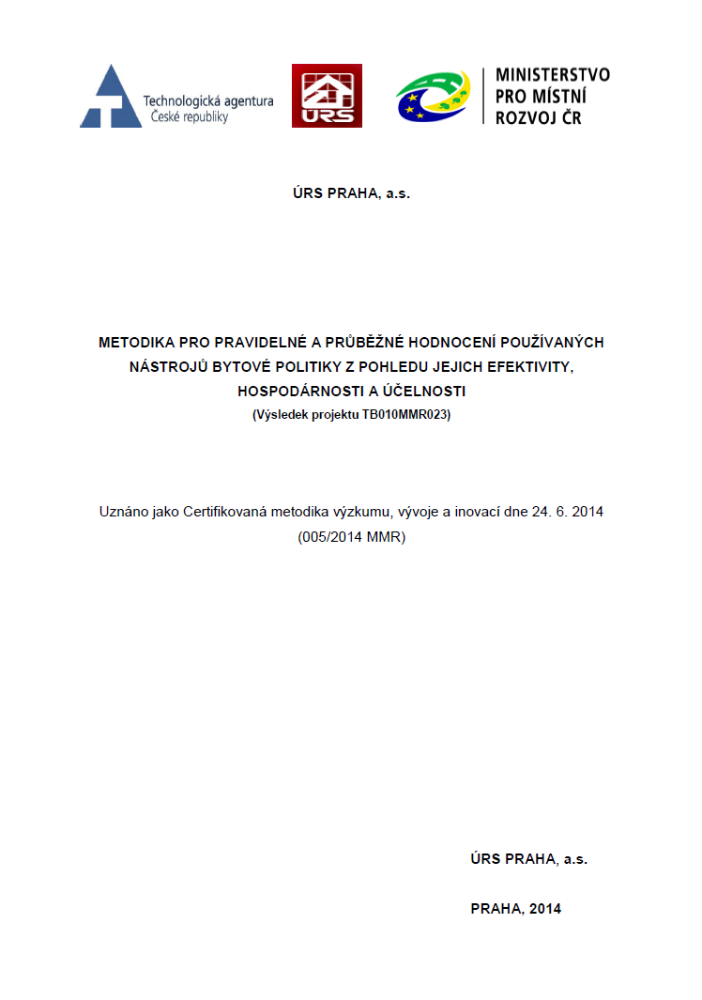 Technologická agentura
České republiky
ÚRS
MINISTERSTVO
PRO MÍSTNÍ
ROZVOJ ČR
ÚRS PRAHA, a.s.
METODIKA PRO PRAVIDELNÉ A PRŮBĚŽNÉ HODNOCENÍ POUŽÍVANÝCH
NÁSTROJŮ BYTOVÉ POLITIKY Z POHLEDU JEJICH EFEKTIVITY,
HOSPODÁRNOSTI A ÚČELNOSTI
(Výsledek projektu TB010MMR023)
Uznáno jako Certifikovaná metodika výzkumu, vývoje a inovací dne 24. 6. 2014
(005/2014 MMR)
ÚRS PRAHA, a.s.
PRAHA, 2014